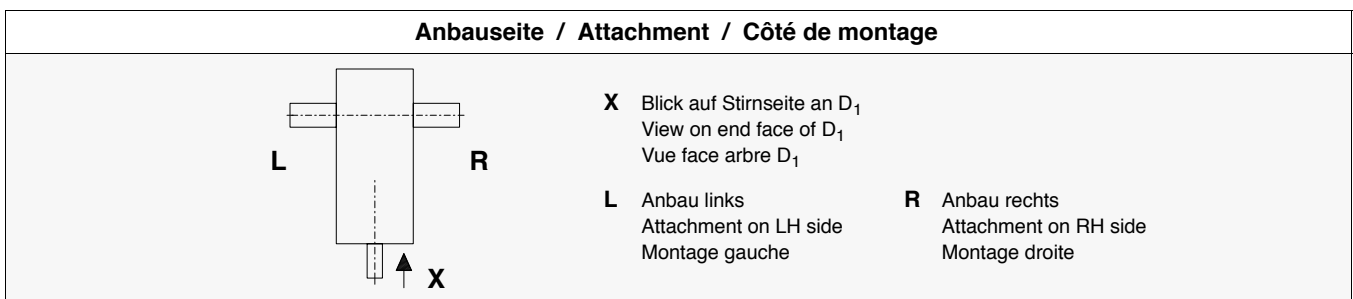 Anbauseite / Attachment / Côté de montage
L
R
X
X Blick auf Stirnseite an D₁
View on end face of D₁
Vue face arbre D₁
L Anbau links
Attachment on LH side
Montage gauche
R Anbau rechts
Attachment on RH side
Montage droite